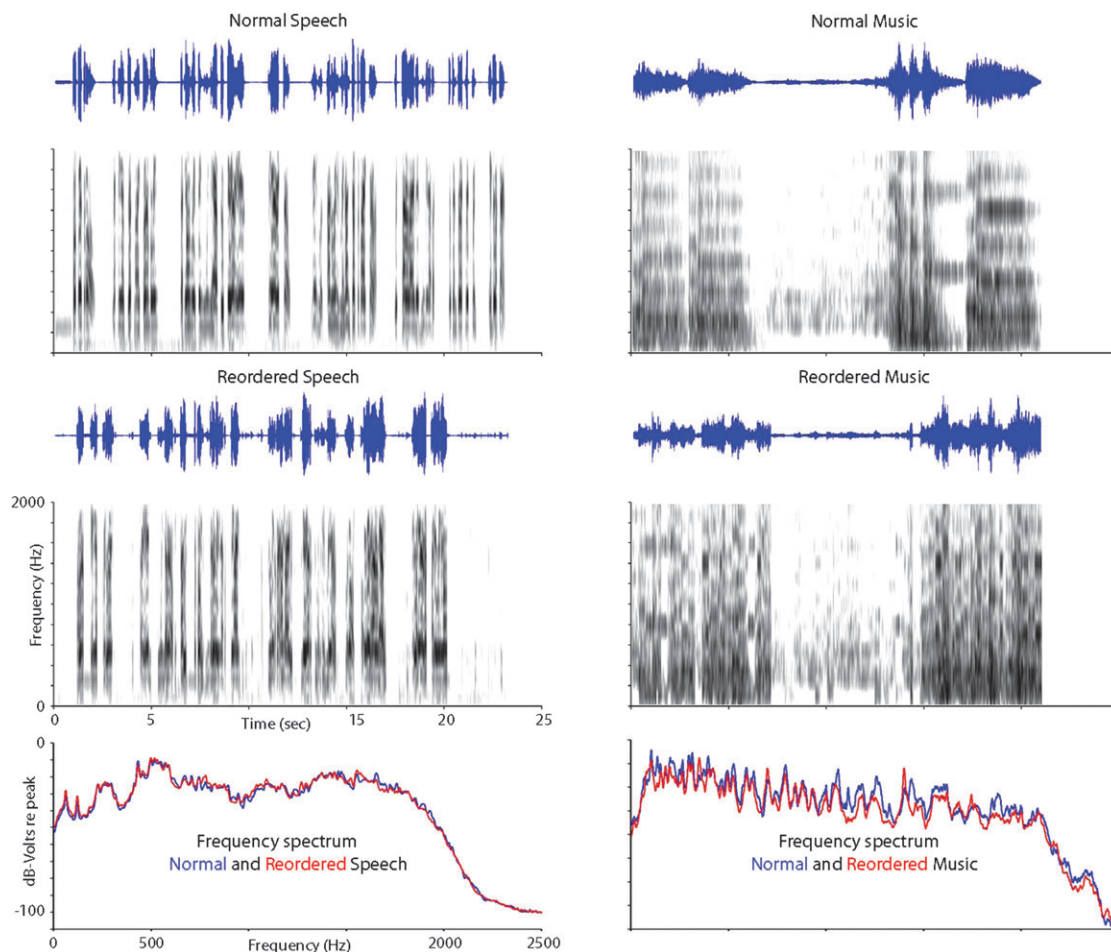 Normal Speech
Normal Music
Reordered Speech
Reordered Music
2000
Frequency (Hz)
0
0 5 Time (sec) 15 20 25
0
dB-Volts re peak
-100
Frequency spectrum
Normal and Reordered Speech
Frequency spectrum
Normal and Reordered Music
0 500 Frequency (Hz) 2000 2500